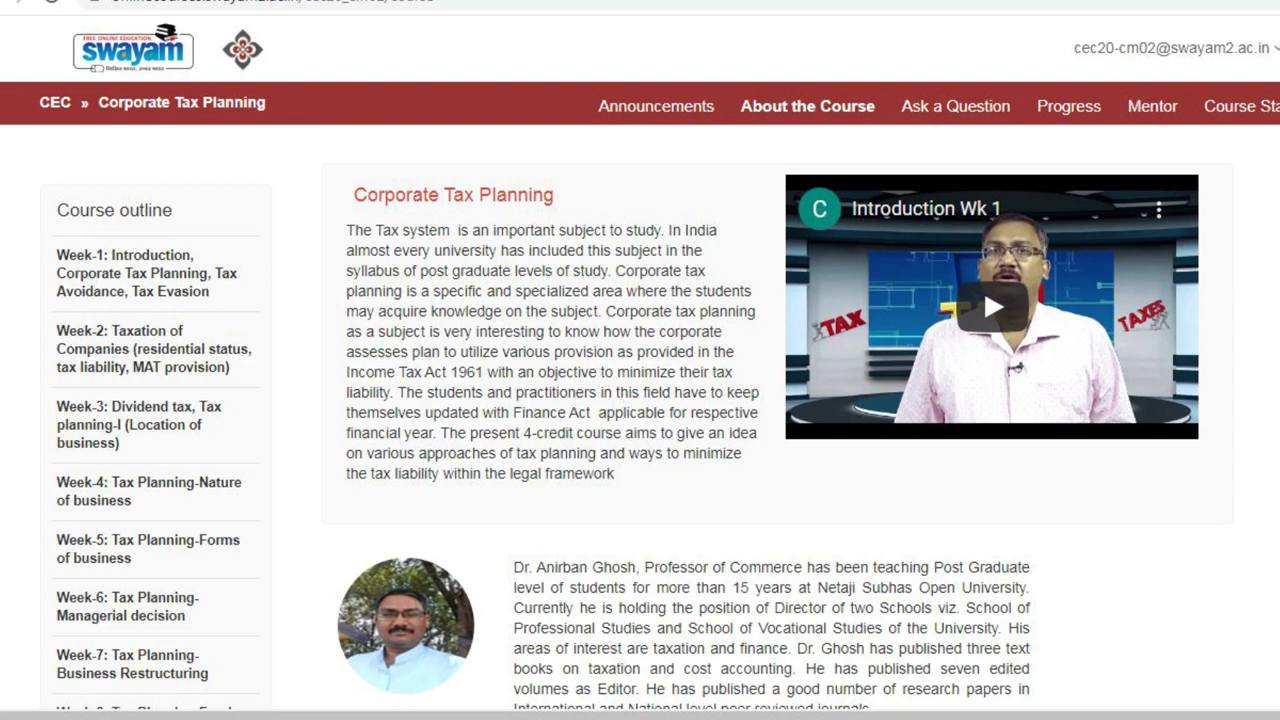 FREE ONLINE EDUCATION
swayam
cec20-cm02@swayam2.ac.in
CEC » Corporate Tax Planning
Announcements
About the Course
Ask a Question
Progress
Mentor
Course Sta
Course outline
Week-1: Introduction,
Corporate Tax Planning, Tax
Avoidance, Tax Evasion
Week-2: Taxation of
Companies (residential status,
tax liability, MAT provision)
Week-3: Dividend tax, Tax
planning-I (Location of
business)
Week-4: Tax Planning-Nature
of business
Week-5: Tax Planning-Forms
of business
Week-6: Tax Planning-
Managerial decision
Week-7: Tax Planning-
Business Restructuring
Corporate Tax Planning
The Tax system is an important subject to study. In India
almost every university has included this subject in the
syllabus of post graduate levels of study. Corporate tax
planning is a specific and specialized area where the students
may acquire knowledge on the subject. Corporate tax planning
as a subject is very interesting to know how the corporate
assesses plan to utilize various provision as provided in the
Income Tax Act 1961 with an objective to minimize their tax
liability. The students and practitioners in this field have to keep
themselves updated with Finance Act applicable for respective
financial year. The present 4-credit course aims to give an idea
on various approaches of tax planning and ways to minimize
the tax liability within the legal framework
C Introduction Wk 1
TAX
TAXES
Dr. Anirban Ghosh, Professor of Commerce has been teaching Post Graduate
level of students for more than 15 years at Netaji Subhas Open University.
Currently he is holding the position of Director of two Schools viz. School of
Professional Studies and School of Vocational Studies of the University. His
areas of interest are taxation and finance. Dr. Ghosh has published three text
books on taxation and cost accounting. He has published seven edited
volumes as Editor. He has published a good number of research papers in
International and National level peer reviewed journals.